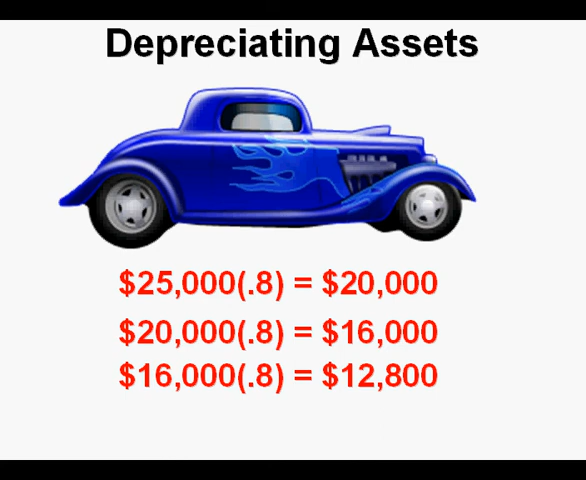 Depreciating Assets
$25,000(.8) = $20,000
$20,000(.8) = $16,000
$16,000(.8) = $12,800